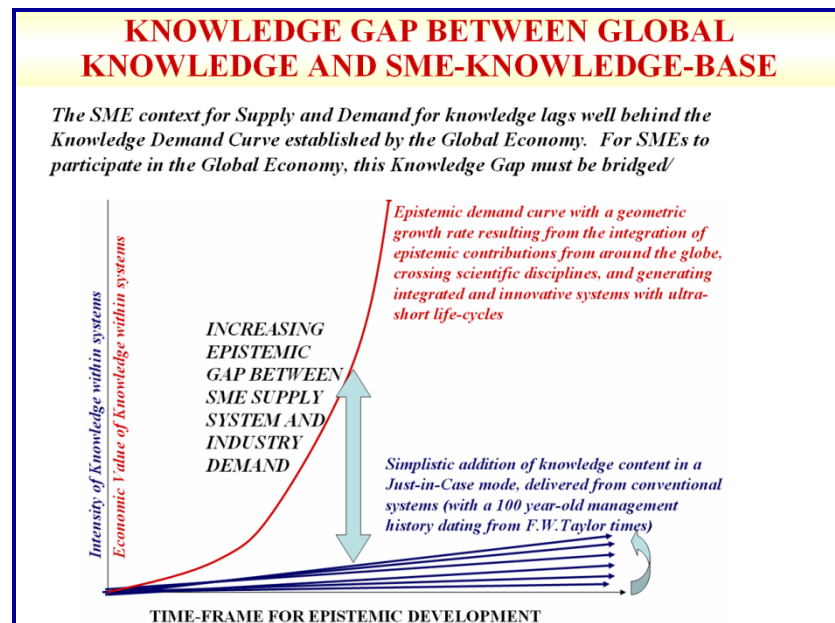 KNOWLEDGE GAP BETWEEN GLOBAL
KNOWLEDGE AND SME-KNOWLEDGE-BASE
The SME context for Supply and Demand for knowledge lags well behind the
Knowledge Demand Curve established by the Global Economy. For SMEs to
participate in the Global Economy, this Knowledge Gap must be bridged/
Intensity of Knowledge within systems
Economic Value of Knowledge within systems
Epistemic demand curve with a geometric
growth rate resulting from the integration of
epistemic contributions from around the globe,
crossing scientific disciplines, and generating
integrated and innovative systems with ultra-
short life-cycles
INCREASING
EPISTEMIC
GAP BETWEEN
SME SUPPLY
SYSTEM AND
INDUSTRY
DEMAND
Simplistic addition of knowledge content in a
Just-in-Case mode, delivered from conventional
systems (with a 100 year-old management
history dating from F.W.Taylor times)
TIME-FRAME FOR EPISTEMIC DEVELOPMENT